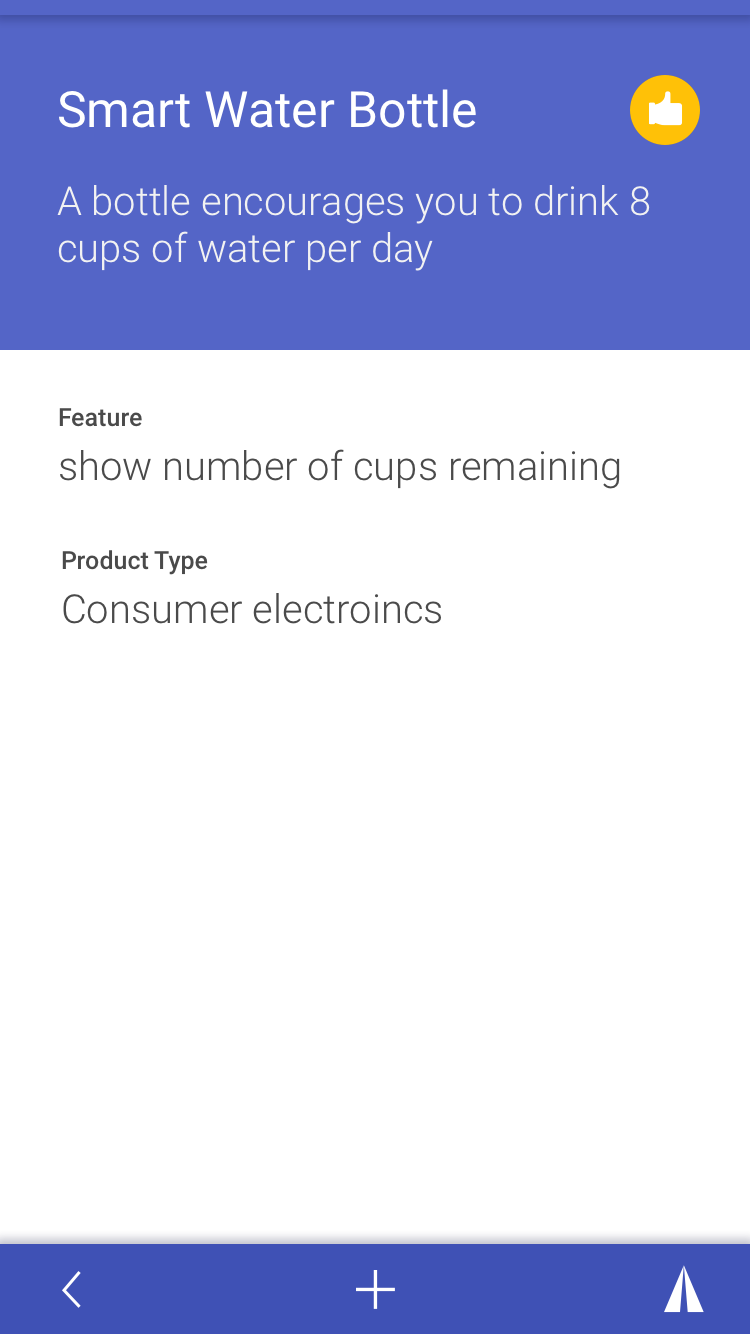 Smart Water Bottle
A bottle encourages you to drink 8
cups of water per day
Feature
show number of cups remaining
Product Type
Consumer electroincs